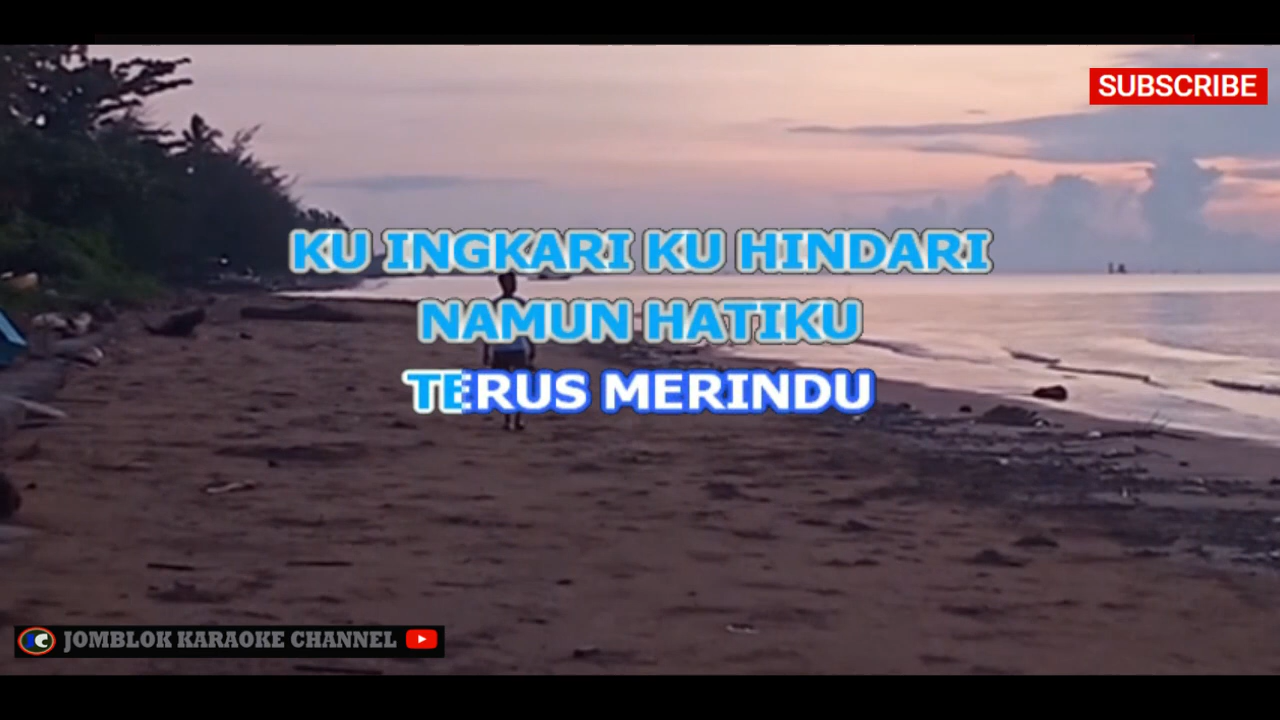 SUBSCRIBE
KU INGKARI KU HINDARI
NAMUN HATIKU
TERUS MERINDU
JOMBLOK KARAOKE CHANNEL